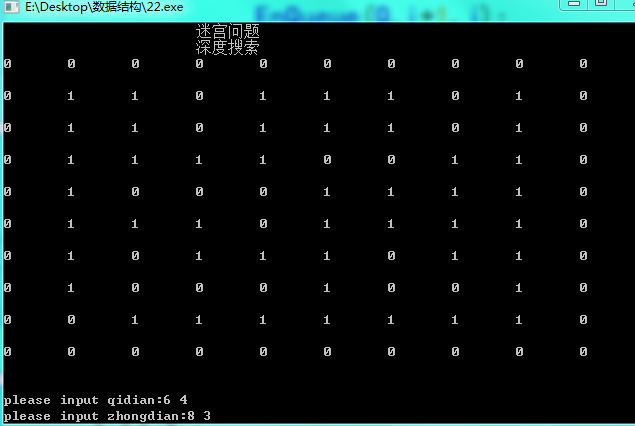 E:\Desktop\数据结构\22.exe
EnQueue(Q, i+1, j);
迷宫问题
深度搜索
0 0 0 0 0 0 0 0 0 0
0 1 1 0 1 1 1 0 1 0
0 1 1 0 1 1 1 0 1 0
0 1 1 1 1 0 0 1 1 0
0 1 0 0 0 1 1 1 1 0
0 1 1 1 0 1 1 1 1 0
0 1 0 1 1 1 0 1 1 0
0 1 0 0 0 1 0 0 1 0
0 0 1 1 1 1 1 1 1 0
0 0 0 0 0 0 0 0 0 0
please input qidian:6 4
please input zhongdian:8 3